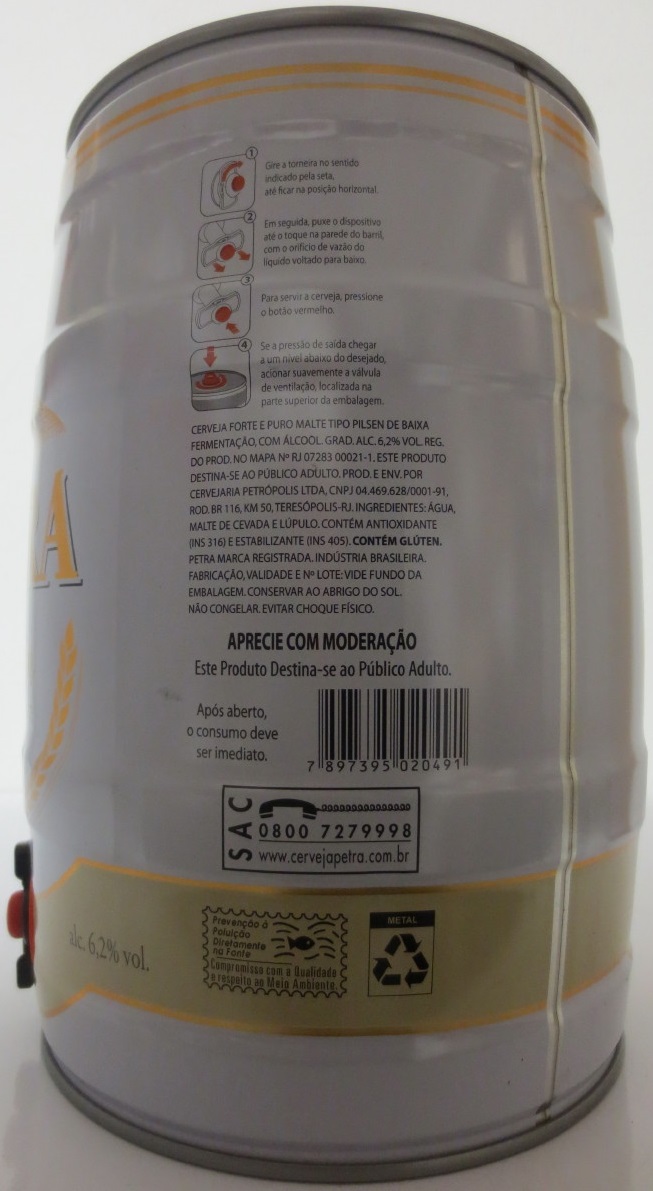 1
Gire a torneira no sentido
indicado pela seta,
até ficar na posição horizontal.
2
Em seguida, puxe o dispositivo
até o toque na parede do barril,
com o orifício de vazão do
líquido voltado para baixo.
3
Para servir a cerveja, pressione
o botão vermelho.
4
Se a pressão de saída chegar
a um nível abaixo do desejado,
acionar suavemente a válvula
de ventilação, localizada na
parte superior da embalagem.
CERVEJA FORTE E PURO MALTE TIPO PILSEN DE BAIXA
FERMENTAÇÃO, COM ÁLCOOL. GRAD. ALC. 6,2% VOL. REG.
DO PROD. NO MAPA Nº RJ 07283 00021-1. ESTE PRODUTO
DESTINA-SE AO PÚBLICO ADULTO. PROD. E ENV. POR
CERVEJARIA PETRÓPOLIS LTDA, CNPJ 04.469.628/0001-91,
ROD. BR 116, KM 50, TERESÓPOLIS-RJ. INGREDIENTES: ÁGUA,
MALTE DE CEVADA E LÚPULO. CONTÉM ANTIOXIDANTE
(INS 316) E ESTABILIZANTE (INS 405). CONTÉM GLÚTEN.
PETRA MARCA REGISTRADA. INDÚSTRIA BRASILEIRA.
FABRICAÇÃO, VALIDADE E Nº LOTE: VIDE FUNDO DA
EMBALAGEM. CONSERVAR AO ABRIGO DO SOL.
NÃO CONGELAR. EVITAR CHOQUE FÍSICO.
RA
APRECIE COM MODERAÇÃO
Este Produto Destina-se ao Público Adulto.
Após aberto,
o consumo deve
ser imediato.
7 897395 020491
SAC
0800 7279998
www.cervejapetra.com.br
alc. 6,2% vol.
Prevenção à
Poluição
Diretamente
na Fonte
Compromisso com a Qualidade
e respeito ao Meio Ambiente.
METAL